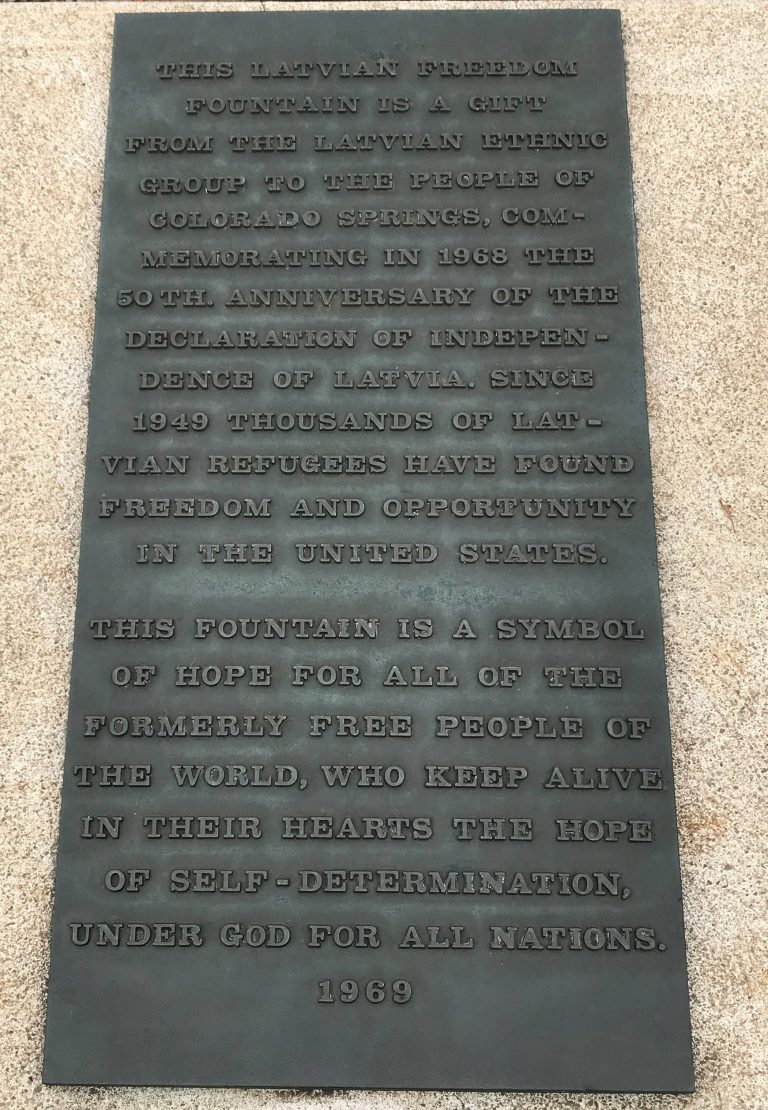 THIS LATVIAN FREEDOM
FOUNTAIN IS A GIFT
FROM THE LATVIAN ETHNIC
GROUP TO THE PEOPLE OF
COLORADO SPRINGS, COM-
MEMORATING IN 1968 THE
50TH. ANNIVERSARY OF THE
DECLARATION OF INDEPEN-
DENCE OF LATVIA. SINCE
1949 THOUSANDS OF LAT-
VIAN REFUGEES HAVE FOUND
FREEDOM AND OPPORTUNITY
IN THE UNITED STATES.
THIS FOUNTAIN IS A SYMBOL
OF HOPE FOR ALL OF THE
FORMERLY FREE PEOPLE OF
THE WORLD, WHO KEEP ALIVE
IN THEIR HEARTS THE HOPE
OF SELF-DETERMINATION,
UNDER GOD FOR ALL NATIONS.
1969